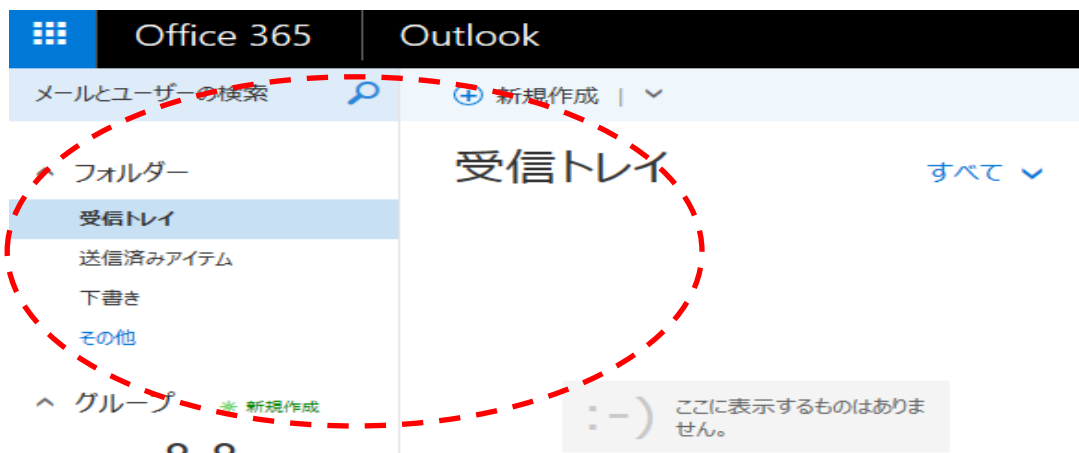 Office 365 Outlook
メールとユーザーの検索 新規作成 |
フォルダー
受信トレイ すべて
受信トレイ
送信済みアイテム
下書き
その他
グループ 新規作成
:-) ここに表示するものはありま
せん。